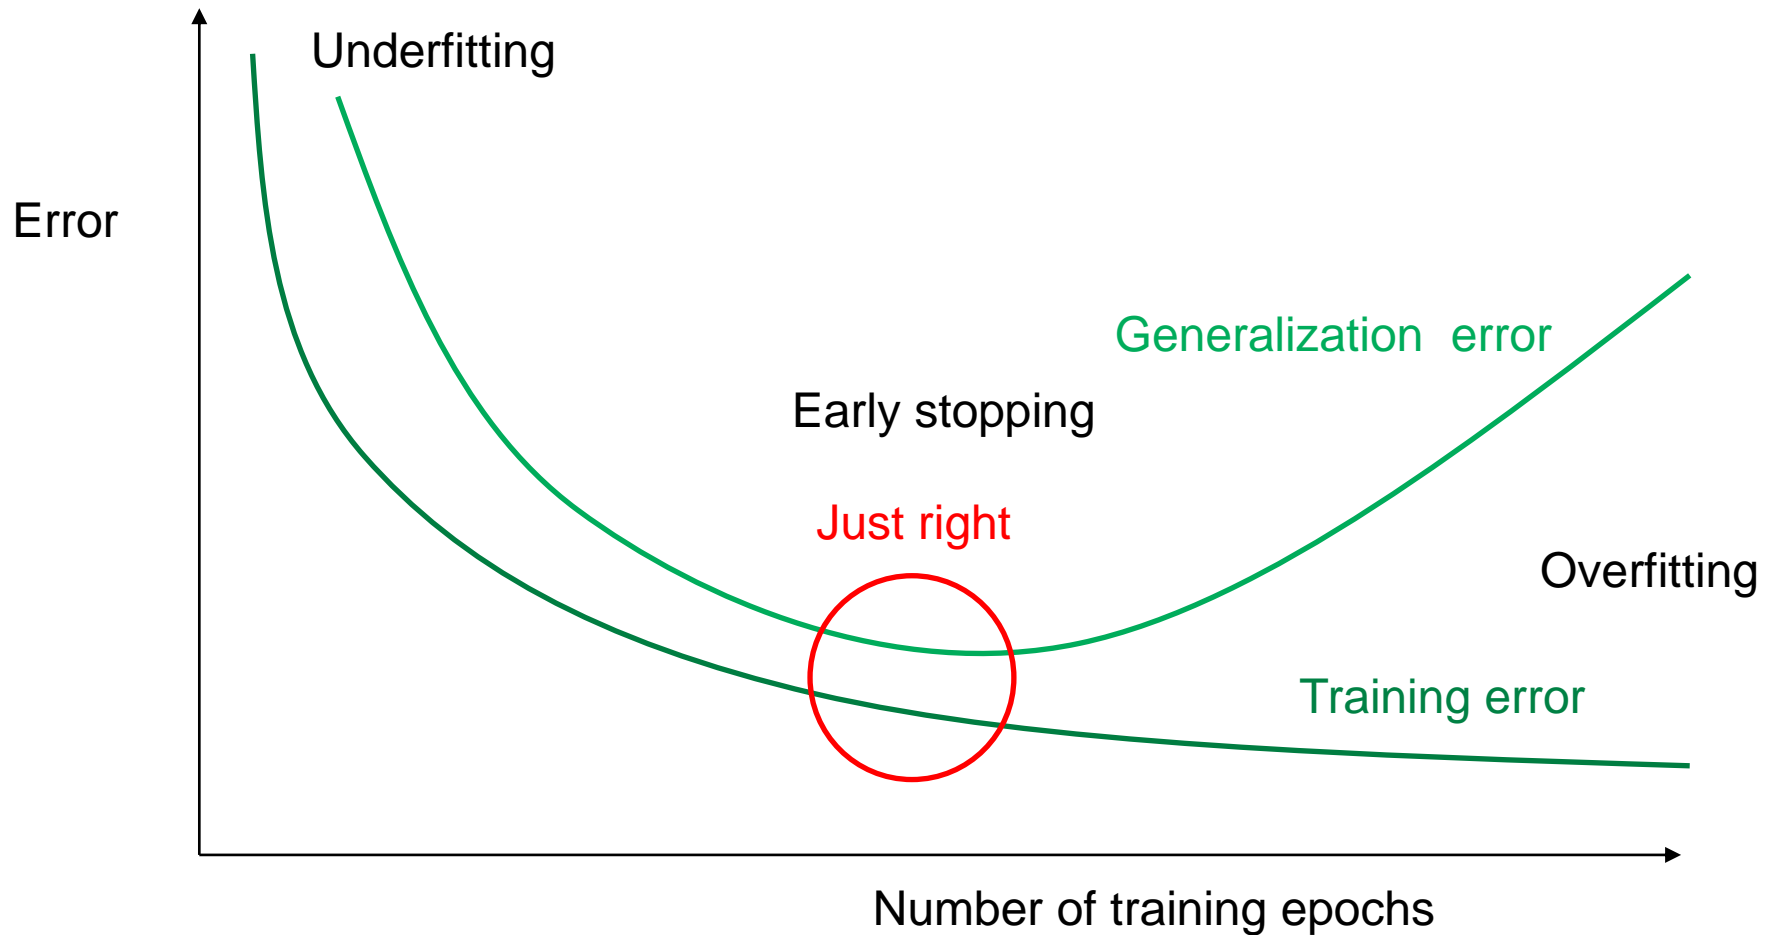 Underfitting
Error
Generalization  error
Early stopping
Just right
Overfitting
Training error
Number of training epochs